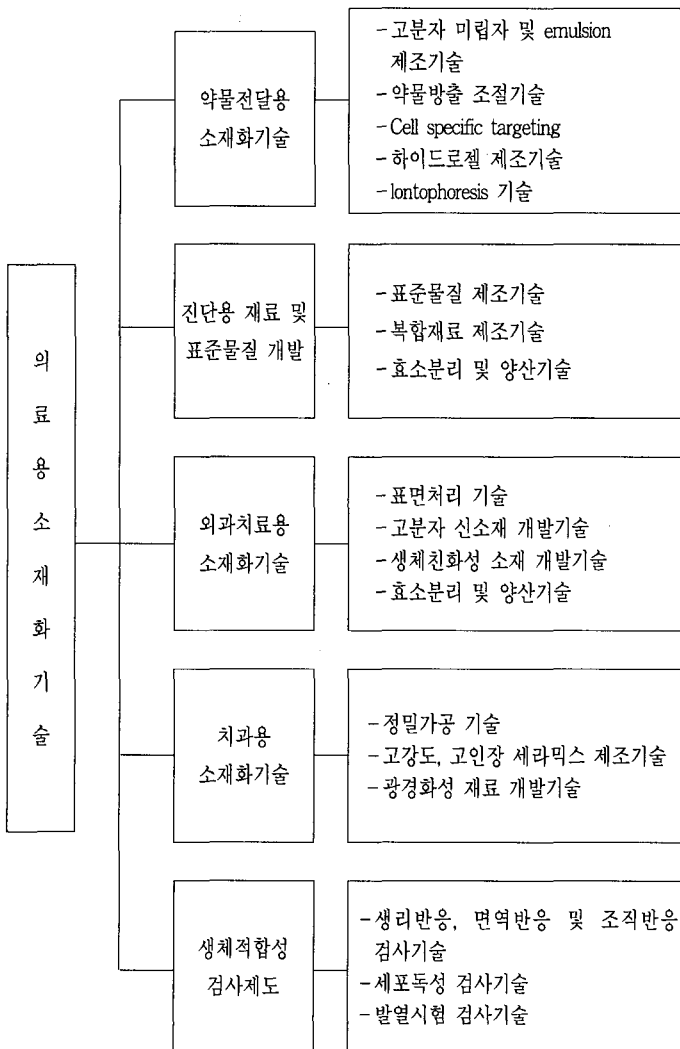 의료용소재화기술
약물전달용
소재화기술
-고분자 미립자 및 emulsion
제조기술
-약물방출 조절기술
-Cell specific targeting
-하이드로젤 제조기술
-Iontophoresis 기술
진단용 재료 및
표준물질 개발
-표준물질 제조기술
-복합재료 제조기술
-효소분리 및 양산기술
외과치료용
소재화기술
-표면처리 기술
-고분자 신소재 개발기술
-생체친화성 소재 개발기술
-효소분리 및 양산기술
치과용
소재화기술
-정밀가공 기술
-고강도, 고인장 세라믹스 제조기술
-광경화성 재료 개발기술
생체적합성
검사제도
-생리반응, 면역반응 및 조직반응
검사기술
-세포독성 검사기술
-발열시험 검사기술